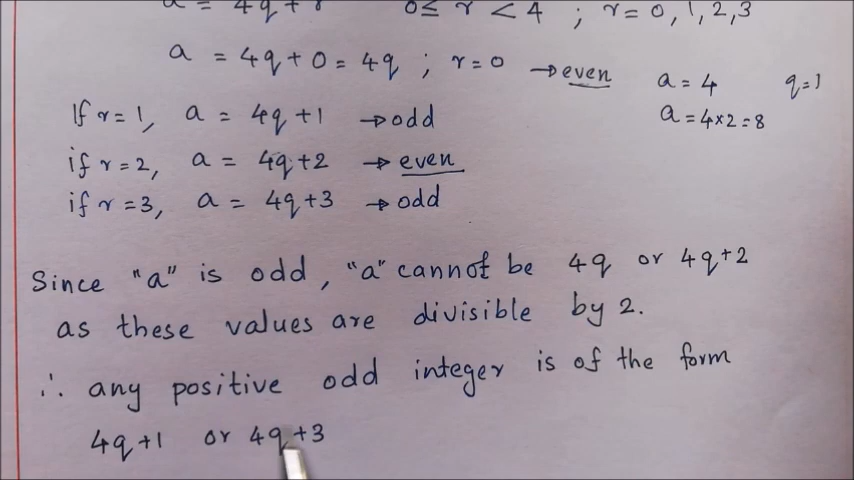 a = 4q + r 0 ≤ r < 4 ; r = 0, 1, 2, 3
a = 4q + 0 = 4q ; r = 0 → even
a = 4 q = 1
a = 4×2 = 8
If r = 1, a = 4q + 1 → odd
if r = 2, a = 4q + 2 → even
if r = 3, a = 4q + 3 → odd
Since "a" is odd, "a" cannot be 4q or 4q+2
as these values are divisible by 2.
∴ any positive odd integer is of the form
4q+1 or 4q+3